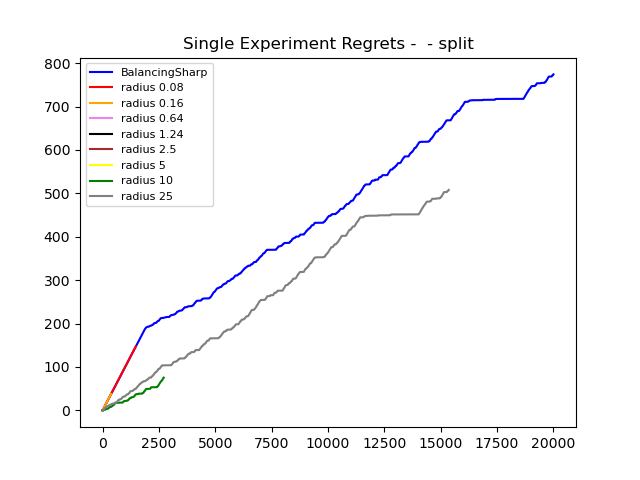 Single Experiment Regrets -  - split
BalancingSharp
radius 0.08
radius 0.16
radius 0.64
radius 1.24
radius 2.5
radius 5
radius 10
radius 25
800
700
600
500
400
300
200
100
0
0 2500 5000 7500 10000 12500 15000 17500 20000